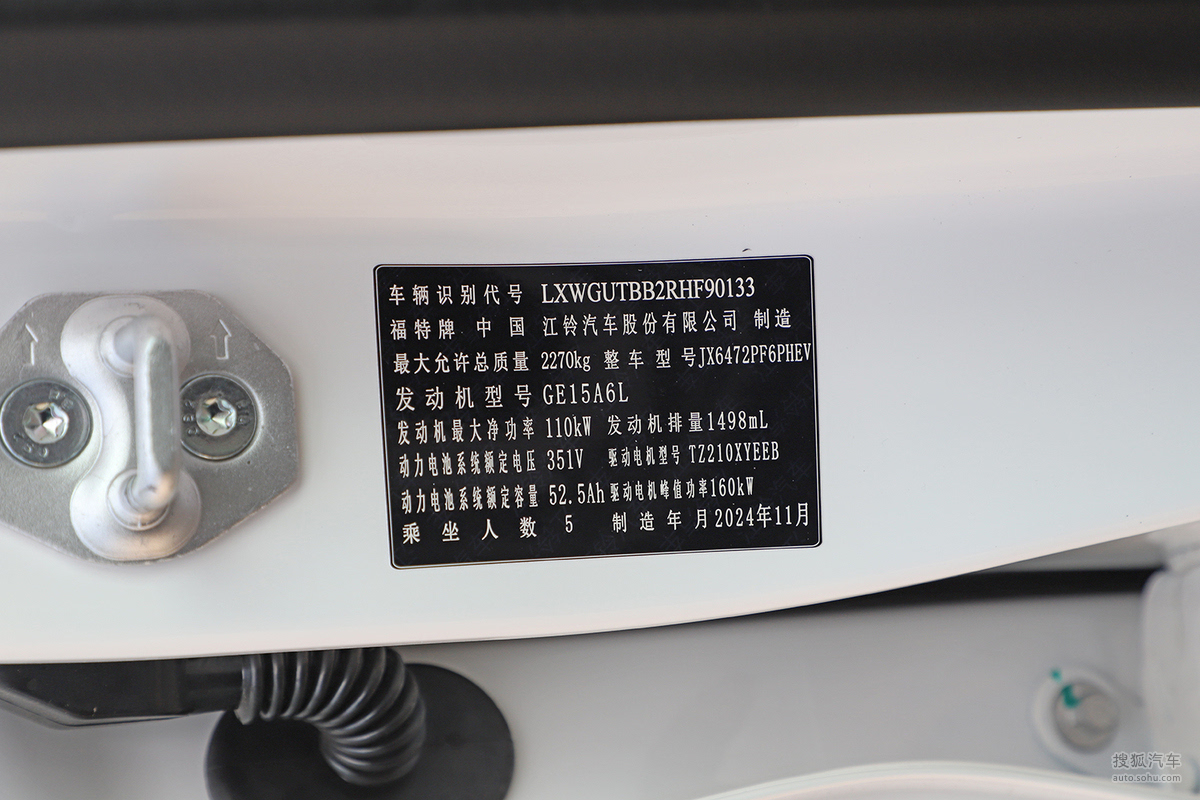 车辆识别代号 LXWGUTBB2RHF90133
福特牌 中国 江铃汽车股份有限公司 制造
最大允许总质量 2270kg 整车型号JX6472PF6PHEV
发动机型号 GE15A6L
发动机最大净功率 110kW 发动机排量1498mL
动力电池系统额定电压 351V 驱动电机型号 TZ210XYEEB
动力电池系统额定容量 52.5Ah 驱动电机峰值功率160kW
乘坐人数 5 制造年月2024年11月
搜狐汽车
auto.sohu.com